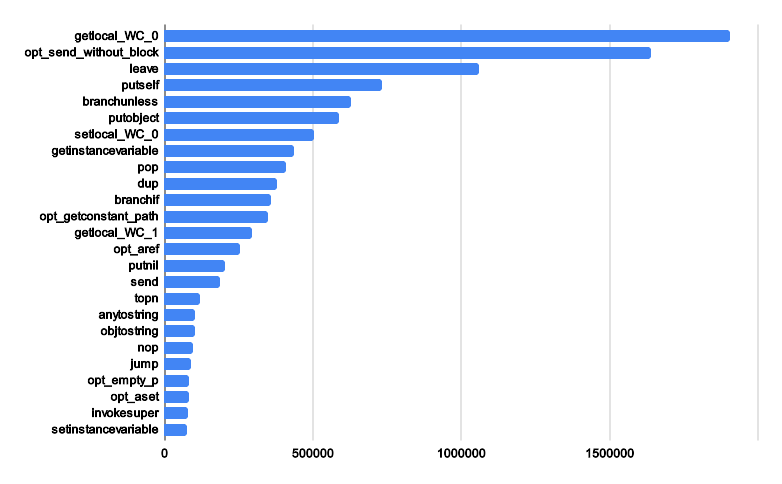 getlocal_WC_0
opt_send_without_block
leave
putself
branchunless
putobject
setlocal_WC_0
getinstancevariable
pop
dup
branchif
opt_getconstant_path
getlocal_WC_1
opt_aref
putnil
send
topn
anytostring
objtostring
nop
jump
opt_empty_p
opt_aset
invokesuper
setinstancevariable
0 500000 1000000 1500000